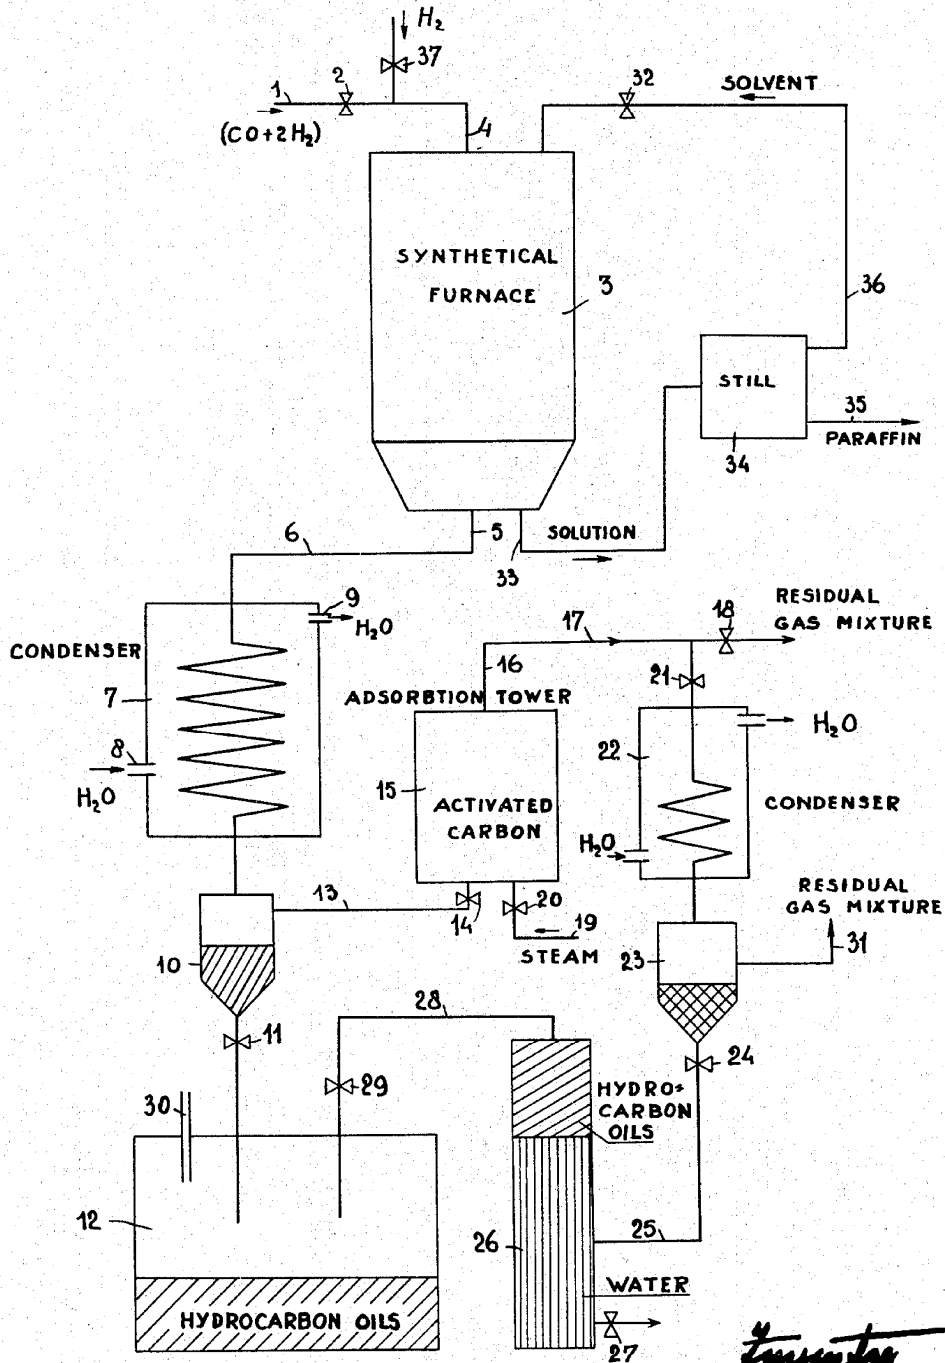 H₂
37
1
2
(CO+2H₂)
4
32
SOLVENT
SYNTHETICAL
FURNACE
3
36
STILL
34
35
PARAFFIN
5
6
33
SOLUTION
9
H₂O
CONDENSER
7
8
H₂O
17
18
RESIDUAL
GAS MIXTURE
16
21
ADSORBTION TOWER
15
ACTIVATED
CARBON
22
H₂O
CONDENSER
H₂O
13
14
20
19
STEAM
10
11
23
RESIDUAL
GAS MIXTURE
31
24
28
29
30
HYDRO=
CARBON
OILS
12
HYDROCARBON OILS
26
25
WATER
27